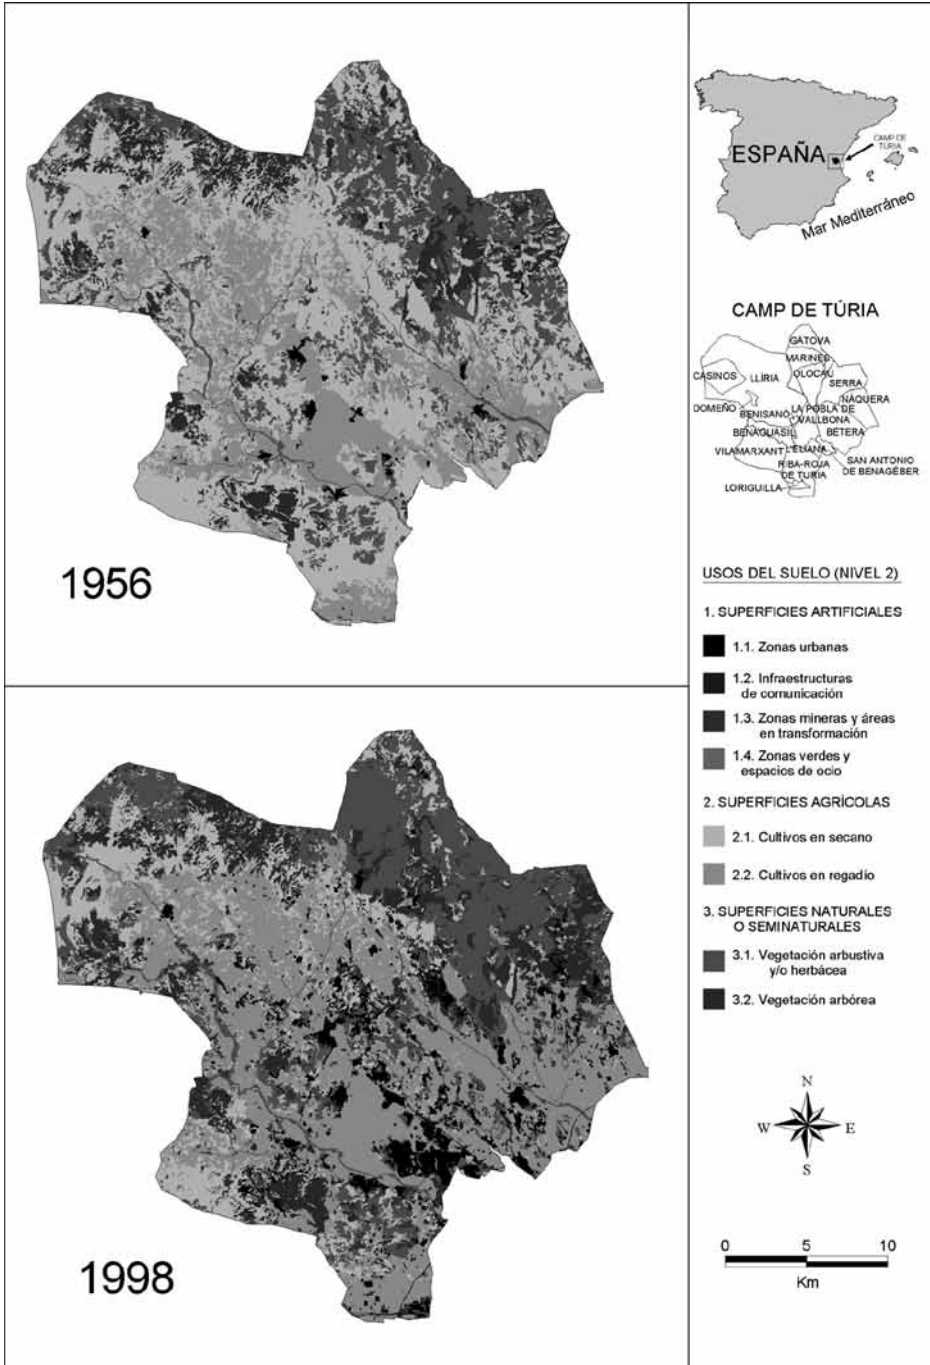 1956
1998
ESPAÑA
CAMP DE
TÚRIA
Mar Mediterráneo
CAMP DE TÚRIA
GÁTOVA
MARINES
OLOCAU
CASINOS
LLÍRIA
SERRA
NÀQUERA
DOMEÑO
BENISANÓ
LA POBLA DE
VALLBONA
BENAGUASIL
BÉTERA
VILAMARXANT
L'ELIANA
RIBA-ROJA
DE TÚRIA
SAN ANTONIO
DE BENAGÉBER
LORIGUILLA
USOS DEL SUELO (NIVEL 2)
1. SUPERFICIES ARTIFICIALES
1.1. Zonas urbanas
1.2. Infraestructuras
de comunicación
1.3. Zonas mineras y áreas
en transformación
1.4. Zonas verdes y
espacios de ocio
2. SUPERFICIES AGRÍCOLAS
2.1. Cultivos en secano
2.2. Cultivos en regadío
3. SUPERFICIES NATURALES
O SEMINATURALES
3.1. Vegetación arbustiva
y/o herbácea
3.2. Vegetación arbórea
N
W E
S
0 5 10
Km